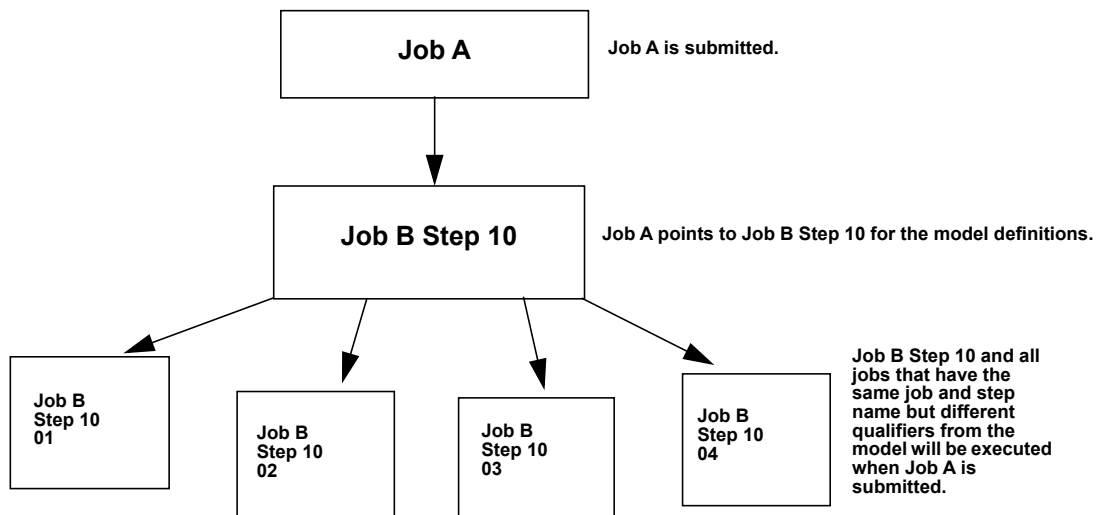 Job A
Job A is submitted.
Job B Step 10
Job A points to Job B Step 10 for the model definitions.
Job B
Step 10
01
Job B
Step 10
02
Job B
Step 10
03
Job B
Step 10
04
Job B Step 10 and all
jobs that have the
same job and step
name but different
qualifiers from the
model will be executed
when Job A is
submitted.